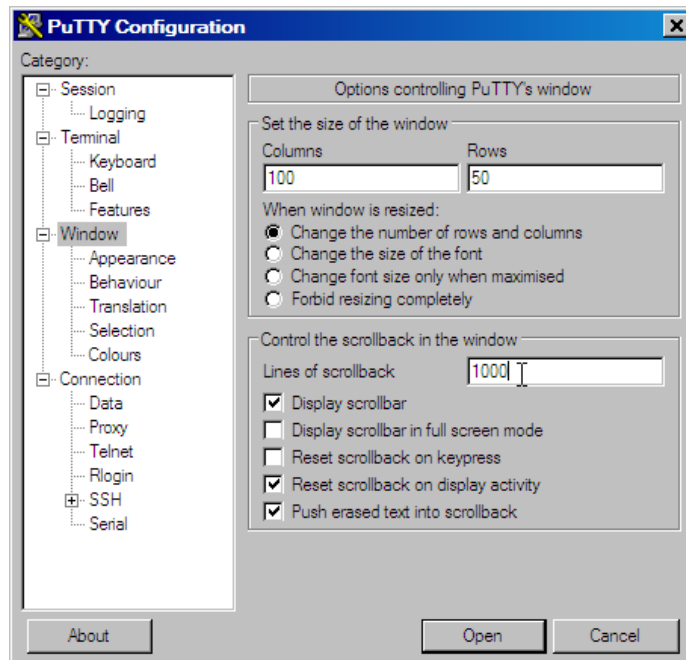 PuTTY Configuration
Category:
Session
Logging
Terminal
Keyboard
Bell
Features
Window
Appearance
Behaviour
Translation
Selection
Colours
Connection
Data
Proxy
Telnet
Rlogin
SSH
Serial
Options controlling PuTTY's window
Set the size of the window
Columns Rows
100 50
When window is resized:
Change the number of rows and columns
Change the size of the font
Change font size only when maximised
Forbid resizing completely
Control the scrollback in the window
Lines of scrollback 1000
Display scrollbar
Display scrollbar in full screen mode
Reset scrollback on keypress
Reset scrollback on display activity
Push erased text into scrollback
About Open Cancel